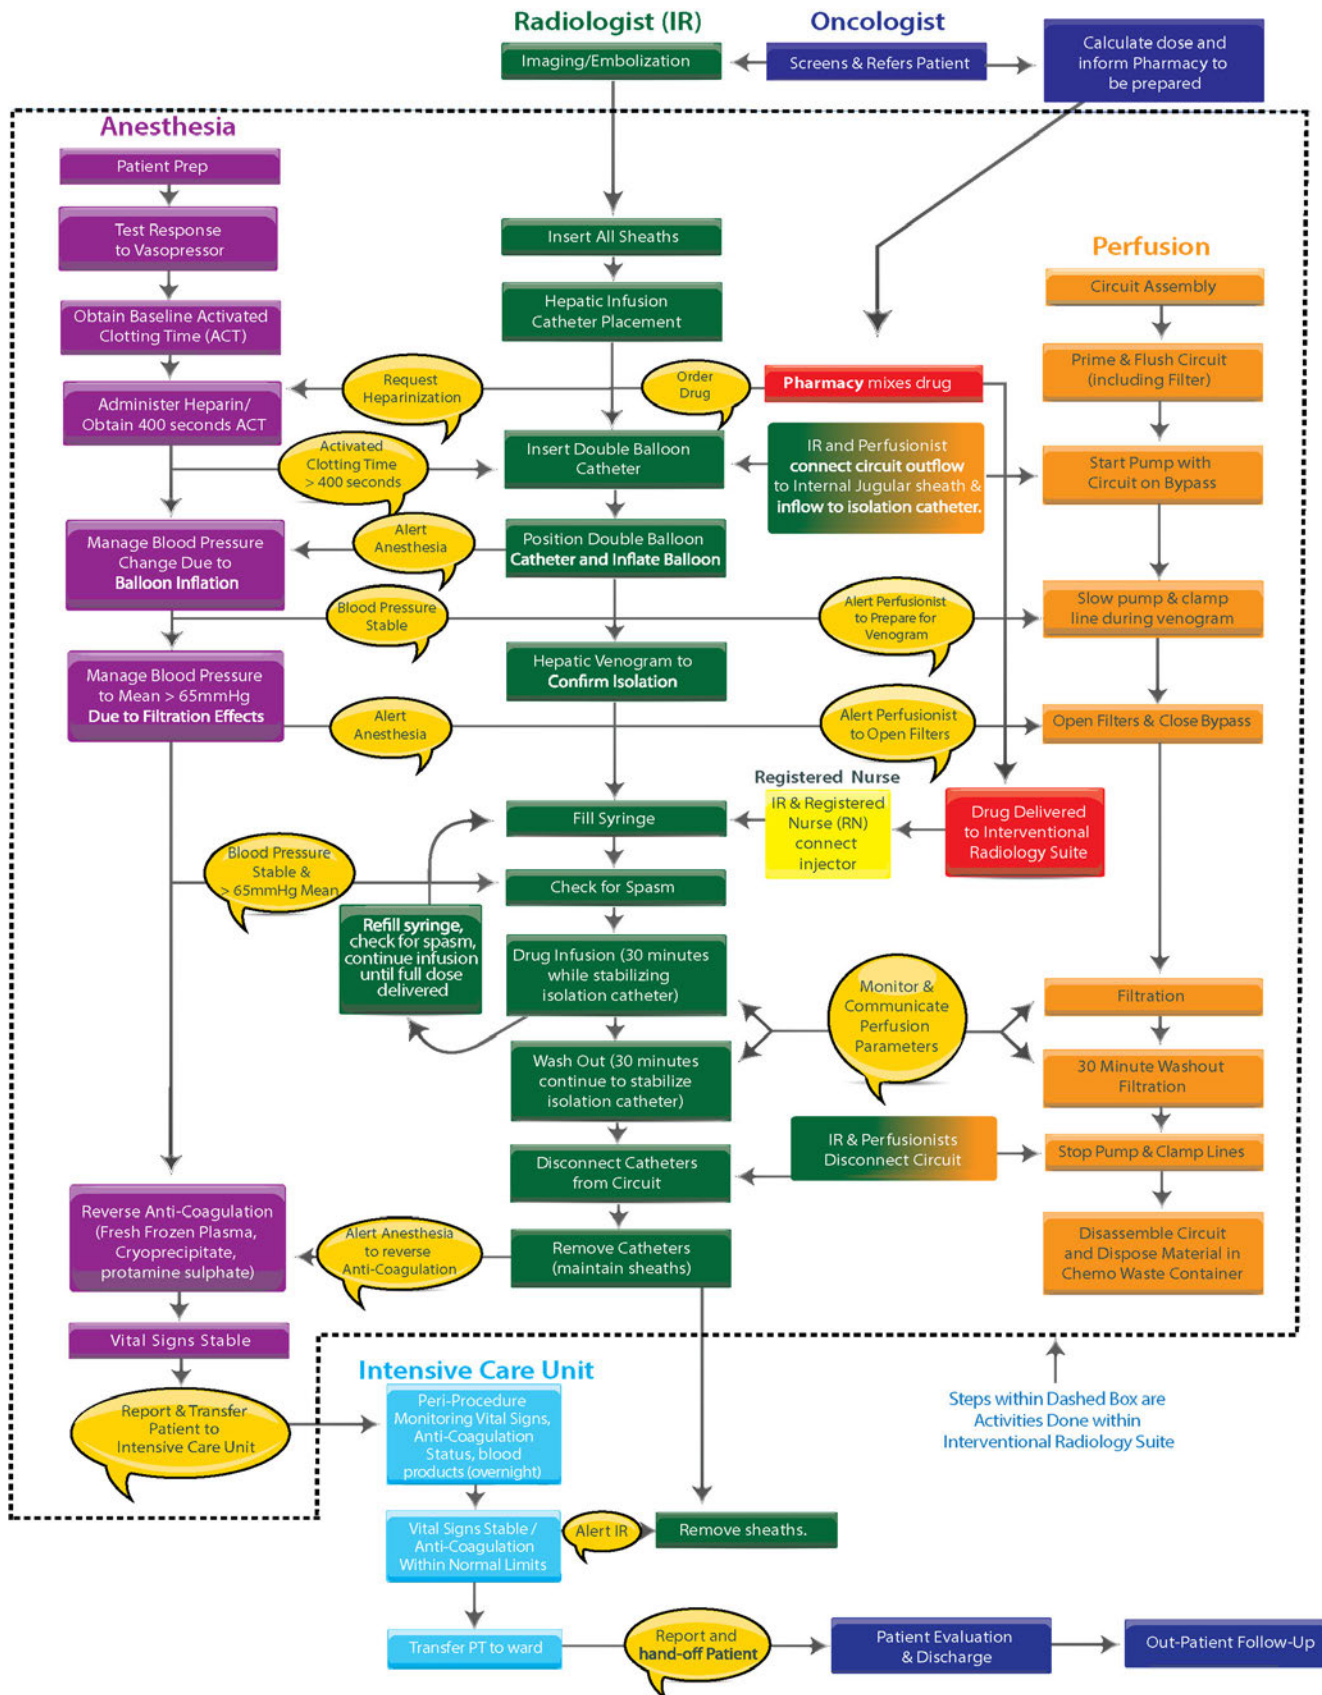 Radiologist (IR)
Oncologist
Imaging/Embolization
Screens & Refers Patient
Calculate dose and
inform Pharmacy to
be prepared
Anesthesia
Patient Prep
Test Response
to Vasopressor
Obtain Baseline Activated
Clotting Time (ACT)
Administer Heparin/
Obtain 400 seconds ACT
Manage Blood Pressure
Change Due to
Balloon Inflation
Manage Blood Pressure
to Mean > 65mmHg
Due to Filtration Effects
Reverse Anti-Coagulation
(Fresh Frozen Plasma,
Cryoprecipitate,
protamine sulphate)
Vital Signs Stable
Report & Transfer
Patient to
Intensive Care Unit
Request
Heparinization
Activated
Clotting Time
> 400 seconds
Alert
Anesthesia
Blood Pressure
Stable
Alert
Anesthesia
Blood Pressure
Stable &
> 65mmHg Mean
Refill syringe,
check for spasm,
continue infusion
until full dose
delivered
Alert Anesthesia
to reverse
Anti-Coagulation
Insert All Sheaths
Hepatic Infusion
Catheter Placement
Insert Double Balloon
Catheter
Position Double Balloon
Catheter and Inflate Balloon
Hepatic Venogram to
Confirm Isolation
Fill Syringe
Check for Spasm
Drug Infusion (30 minutes
while stabilizing
isolation catheter)
Wash Out (30 minutes
continue to stabilize
isolation catheter)
Disconnect Catheters
from Circuit
Remove Catheters
(maintain sheaths)
Order
Drug
Pharmacy mixes drug
IR and Perfusionist
connect circuit outflow
to Internal Jugular sheath &
inflow to isolation catheter.
Alert Perfusionist
to Prepare for
Venogram
Alert Perfusionist
to Open Filters
Registered Nurse
IR & Registered
Nurse (RN)
connect
injector
Drug Delivered
to Interventional
Radiology Suite
Monitor &
Communicate
Perfusion
Parameters
IR & Perfusionists
Disconnect Circuit
Perfusion
Circuit Assembly
Prime & Flush Circuit
(including Filter)
Start Pump with
Circuit on Bypass
Slow pump & clamp
line during venogram
Open Filters & Close Bypass
Filtration
30 Minute Washout
Filtration
Stop Pump & Clamp Lines
Disassemble Circuit
and Dispose Material in
Chemo Waste Container
Steps within Dashed Box are
Activities Done within
Interventional Radiology Suite
Intensive Care Unit
Peri-Procedure
Monitoring Vital Signs,
Anti-Coagulation
Status, blood
products (overnight)
Vital Signs Stable /
Anti-Coagulation
Within Normal Limits
Alert IR
Remove sheaths.
Transfer PT to ward
Report and
hand-off Patient
Patient Evaluation
& Discharge
Out-Patient Follow-Up